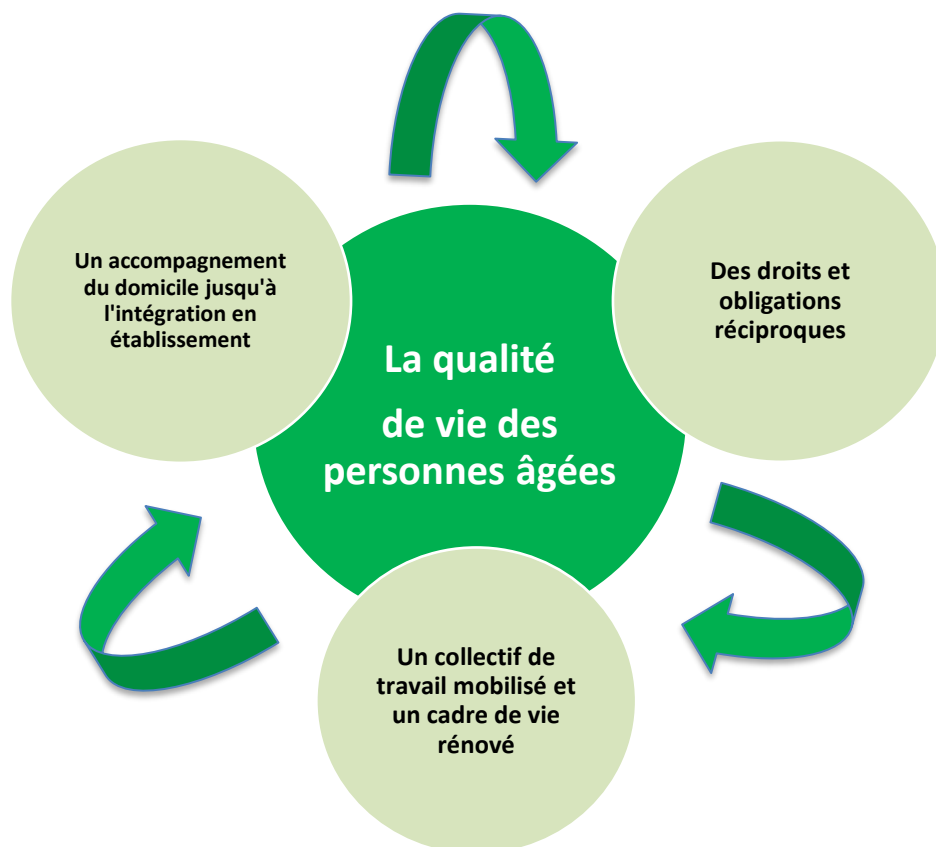 Un accompagnement
du domicile jusqu'à
l'intégration en
établissement
Des droits et
obligations
réciproques
La qualité
de vie des
personnes âgées
Un collectif de
travail mobilisé et
un cadre de vie
rénové